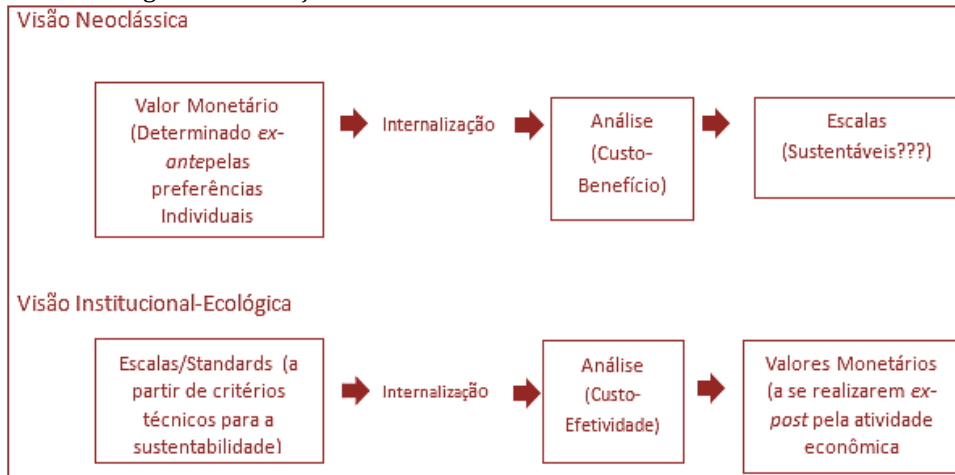 Visão Neoclássica
Valor Monetário
(Determinado ex-
antepelas
preferências
Individuais
Internalização
Análise
(Custo-
Benefício)
Escalas
(Sustentáveis???)
Visão Institucional-Ecológica
Escalas/Standards (a
partir de critérios
técnicos para a
sustentabilidade)
Internalização
Análise
(Custo-
Efetividade)
Valores Monetários
(a se realizarem ex-
post pela atividade
econômica